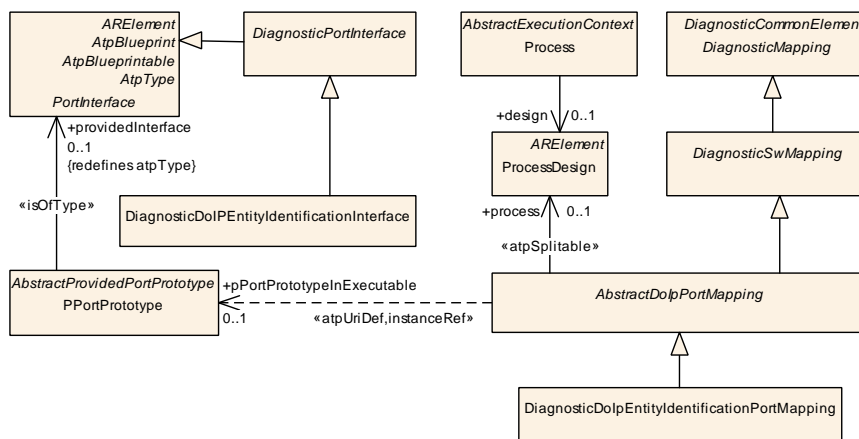 ARElement
AtpBlueprint
AtpBlueprintable
AtpType
PortInterface
DiagnosticPortInterface
AbstractExecutionContext
Process
DiagnosticCommonElement
DiagnosticMapping
+providedInterface
0..1
{redefines atpType}
+design
0..1
ARElement
ProcessDesign
DiagnosticSwMapping
«isOfType»
DiagnosticDoIPEntityIdentificationInterface
+process
0..1
«atpSplitable»
AbstractProvidedPortPrototype
PPortPrototype
+pPortPrototypeInExecutable
0..1
«atpUriDef,instanceRef»
AbstractDoIpPortMapping
DiagnosticDoIpEntityIdentificationPortMapping